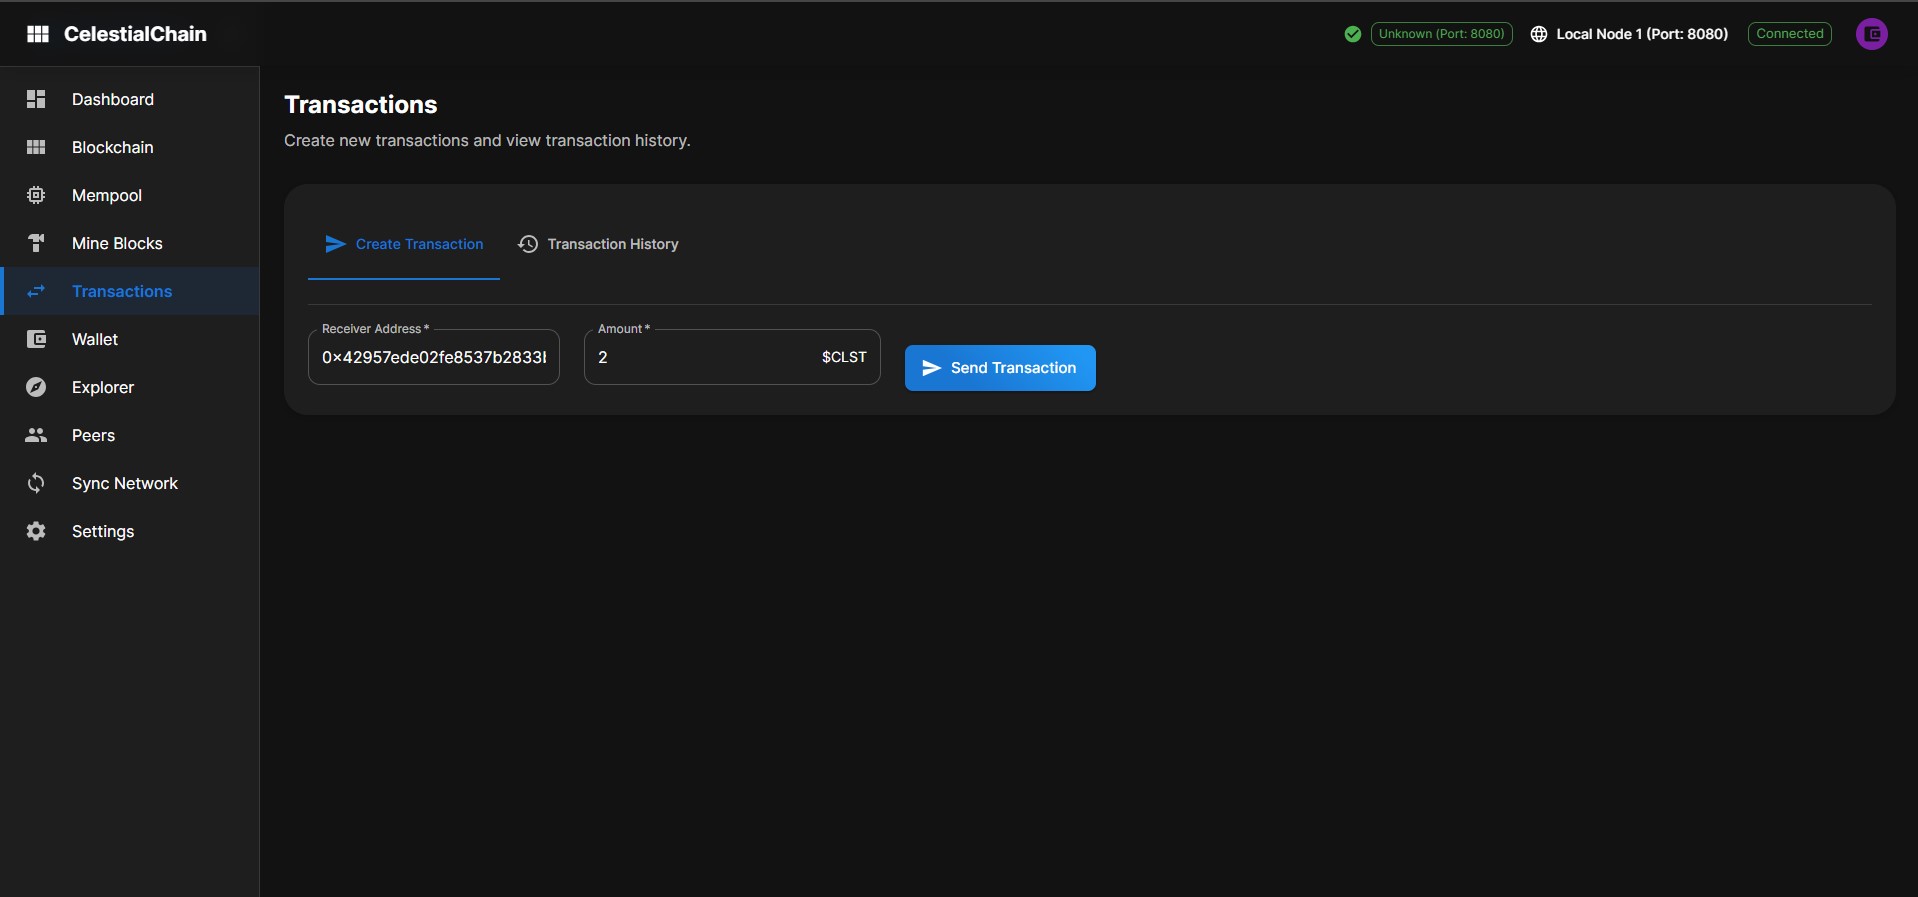 CelestialChain
Unknown (Port: 8080)
Local Node 1 (Port: 8080)
Connected
Dashboard
Blockchain
Mempool
Mine Blocks
Transactions
Wallet
Explorer
Peers
Sync Network
Settings
Transactions
Create new transactions and view transaction history.
Create Transaction
Transaction History
Receiver Address *
0x42957ede02fe8537b2833
Amount *
2
$CLST
Send Transaction